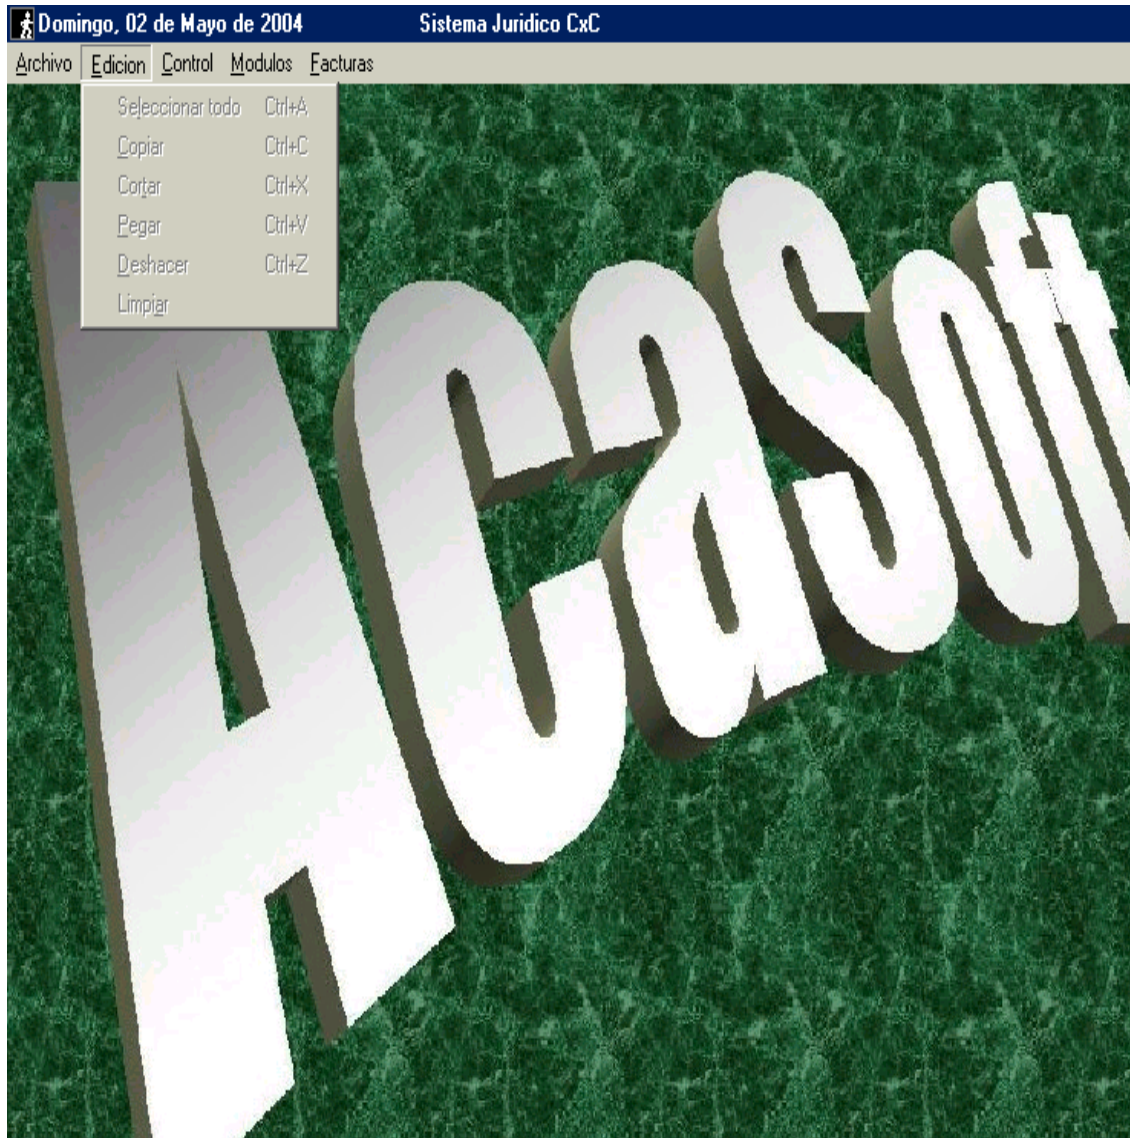 Domingo, 02 de Mayo de 2004 Sistema Juridico CxC
Archivo Edicion Control Modulos Facturas
Seleccionar todo Ctrl+A
Copiar Ctrl+C
Cortar Ctrl+X
Pegar Ctrl+V
Deshacer Ctrl+Z
Limpiar
ACaSoft